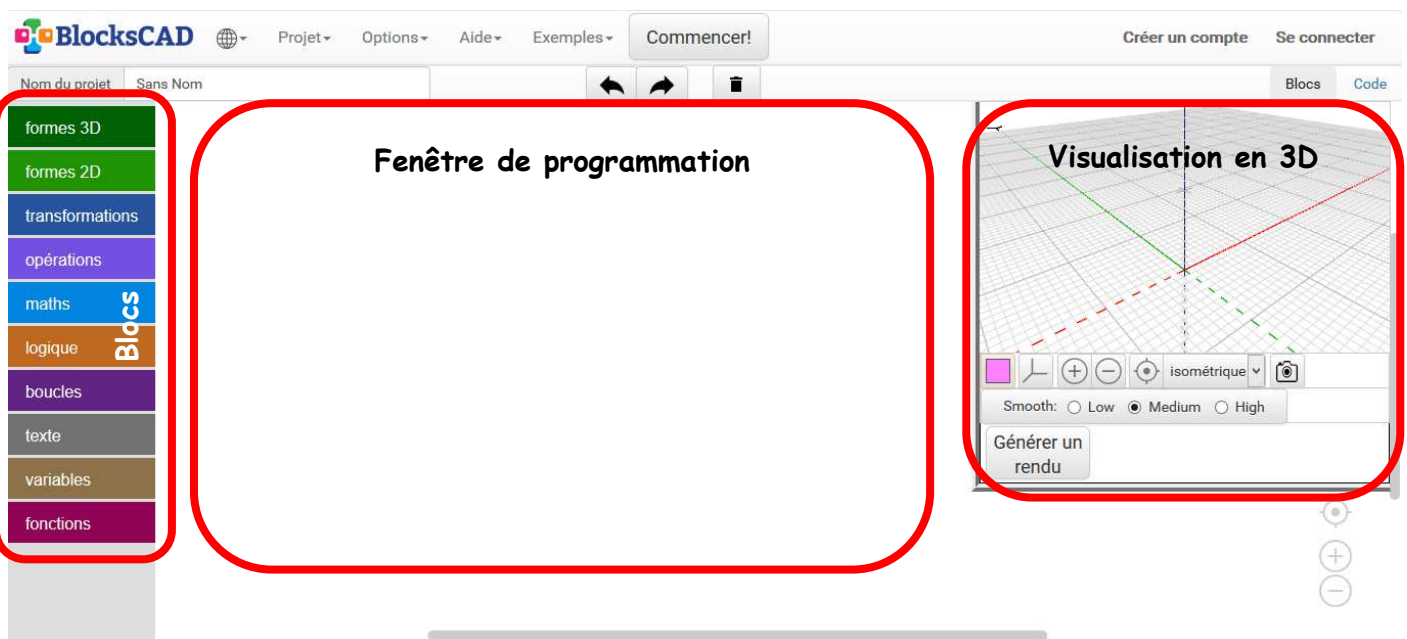 BlocksCAD Projet Options Aide Exemples Commencer! Créer un compte Se connecter
Nom du projet Sans Nom Blocs Code
formes 3D
formes 2D
transformations
opérations
maths
logique
boucles
texte
variables
fonctions
Blocs
Fenêtre de programmation
Visualisation en 3D
isométrique
Smooth: Low Medium High
Générer un
rendu